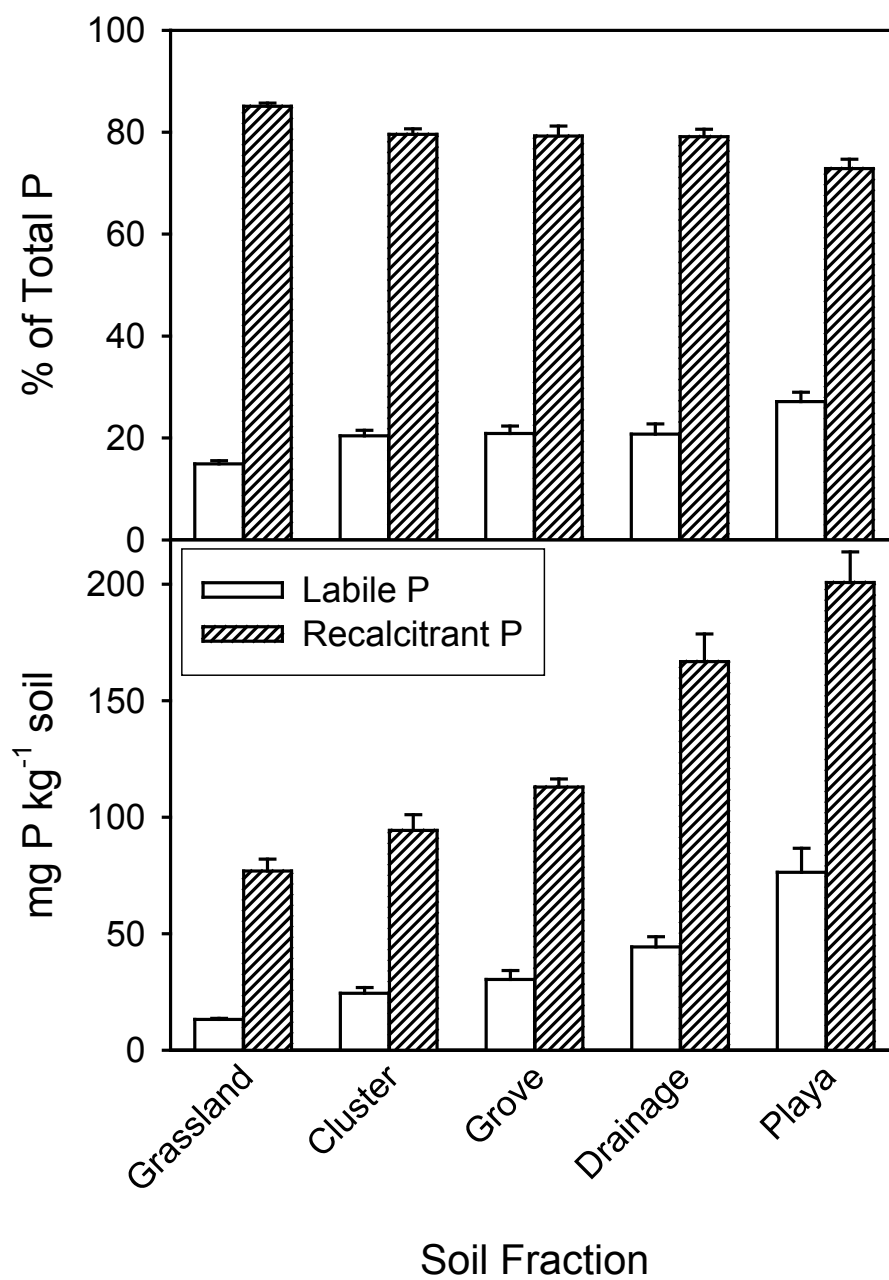 100
80
60
40
20
0
% of Total P
Labile P
Recalcitrant P
200
150
100
50
0
mg P kg⁻¹ soil
Grassland
Cluster
Grove
Drainage
Playa
Soil Fraction